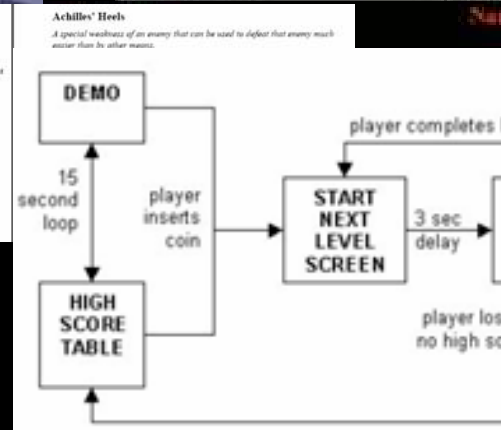 Achilles' Heels
A special weakness of an enemy that can be used to defeat that enemy much
easier than by other means.
DEMO
player completes
15
second
loop
player
inserts
coin
START
NEXT
LEVEL
SCREEN
3 sec
delay
HIGH
SCORE
TABLE
player los
no high sc